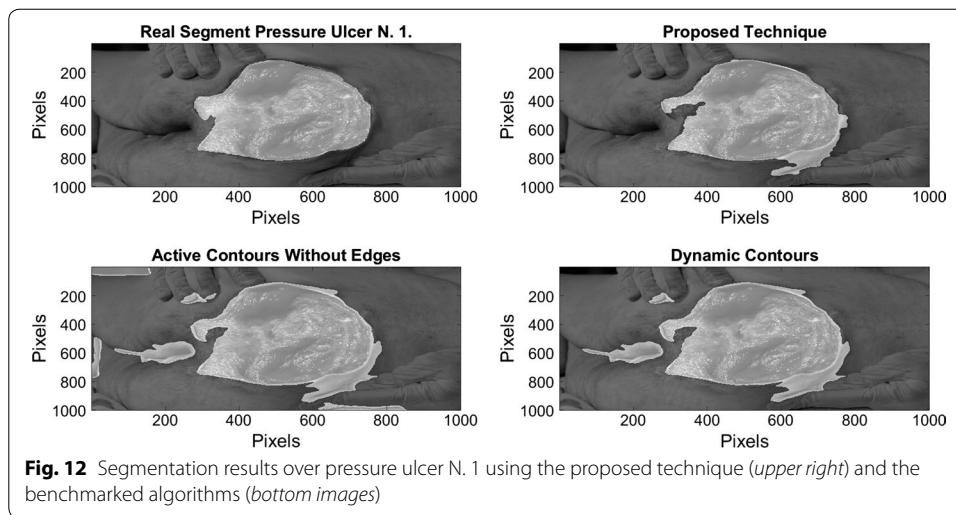 Real Segment Pressure Ulcer N. 1.
Pixels
200
400
600
800
1000
200 400 600 800 1000
Pixels
Proposed Technique
Pixels
200
400
600
800
1000
200 400 600 800 1000
Pixels
Active Contours Without Edges
Pixels
200
400
600
800
1000
200 400 600 800 1000
Pixels
Dynamic Contours
Pixels
200
400
600
800
1000
200 400 600 800 1000
Pixels
Fig. 12 Segmentation results over pressure ulcer N. 1 using the proposed technique (upper right) and the
benchmarked algorithms (bottom images)